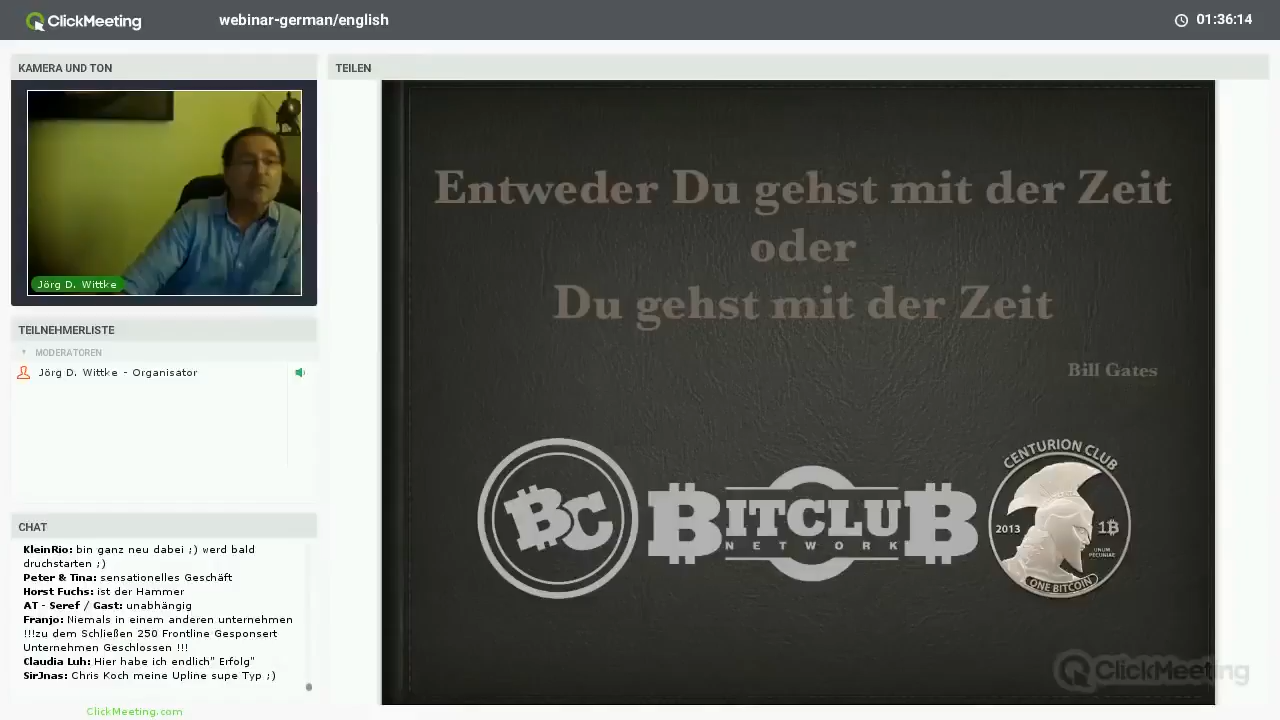 ClickMeeting
webinar-german/english
01:36:14
KAMERA UND TON
Jörg D. Wittke
TEILNEHMERLISTE
MODERATOREN
Jörg D. Wittke - Organisator
CHAT
KleinRio: bin ganz neu dabei ;) werd bald
druchstarten ;)
Peter & Tina: sensationelles Geschäft
Horst Fuchs: ist der Hammer
AT - Seref / Gast: unabhängig
Franjo: Niemals in einem anderen unternehmen
!!!zu dem Schließen 250 Frontline Gesponsert
Unternehmen Geschlossen !!!
Claudia Luh: Hier habe ich endlich" Erfolg"
SirJnas: Chris Koch meine Upline supe Typ ;)
ClickMeeting.com
TEILEN
Entweder Du gehst mit der Zeit
oder
Du gehst mit der Zeit
Bill Gates
BC
BITCLUB
NETWORK
CENTURION CLUB
2013
1₿
UNUM
PECUNIAE
ONE BITCOIN
ClickMeeting